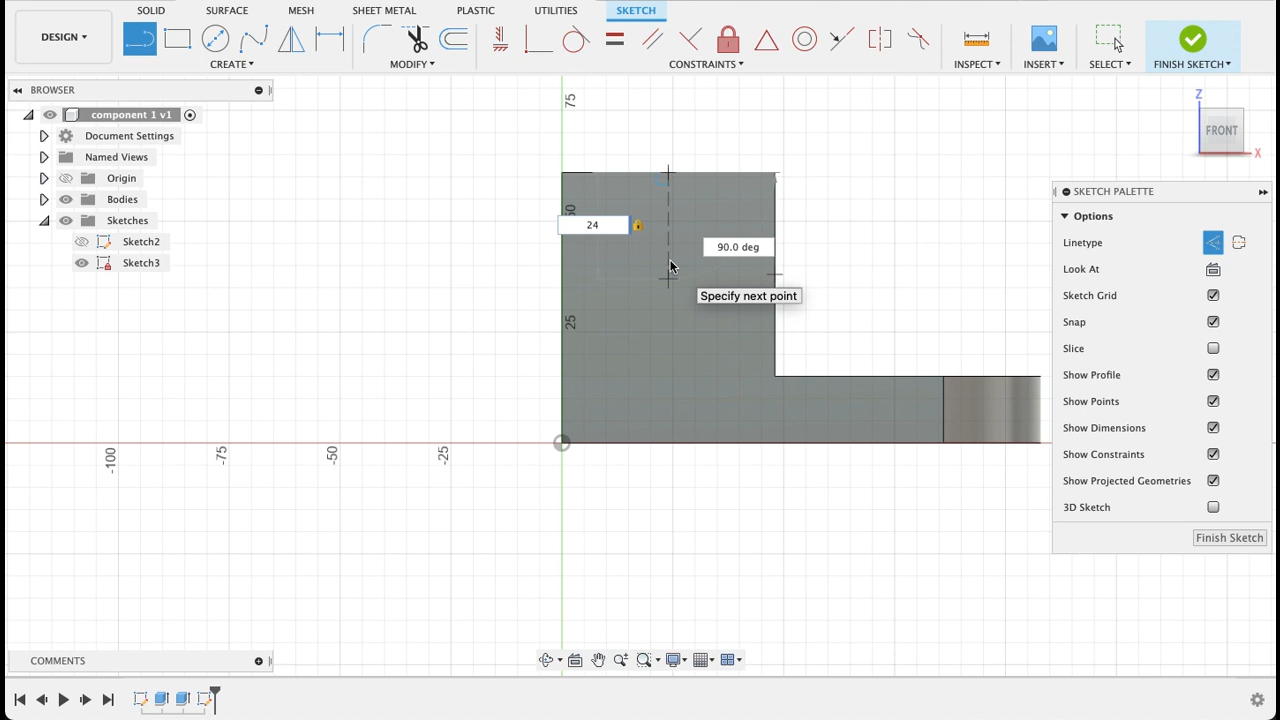 SOLID SURFACE MESH SHEET METAL PLASTIC UTILITIES SKETCH
DESIGN ▾
CREATE ▾ MODIFY ▾ CONSTRAINTS ▾ INSPECT ▾ INSERT ▾ SELECT ▾ FINISH SKETCH ▾
BROWSER
component 1 v1
Document Settings
Named Views
Origin
Bodies
Sketches
Sketch2
Sketch3
75
25
-100
-75
-50
-25
24
90.0 deg
Specify next point
Z
FRONT
X
SKETCH PALETTE
Options
Linetype
Look At
Sketch Grid
Snap
Slice
Show Profile
Show Points
Show Dimensions
Show Constraints
Show Projected Geometries
3D Sketch
Finish Sketch
COMMENTS